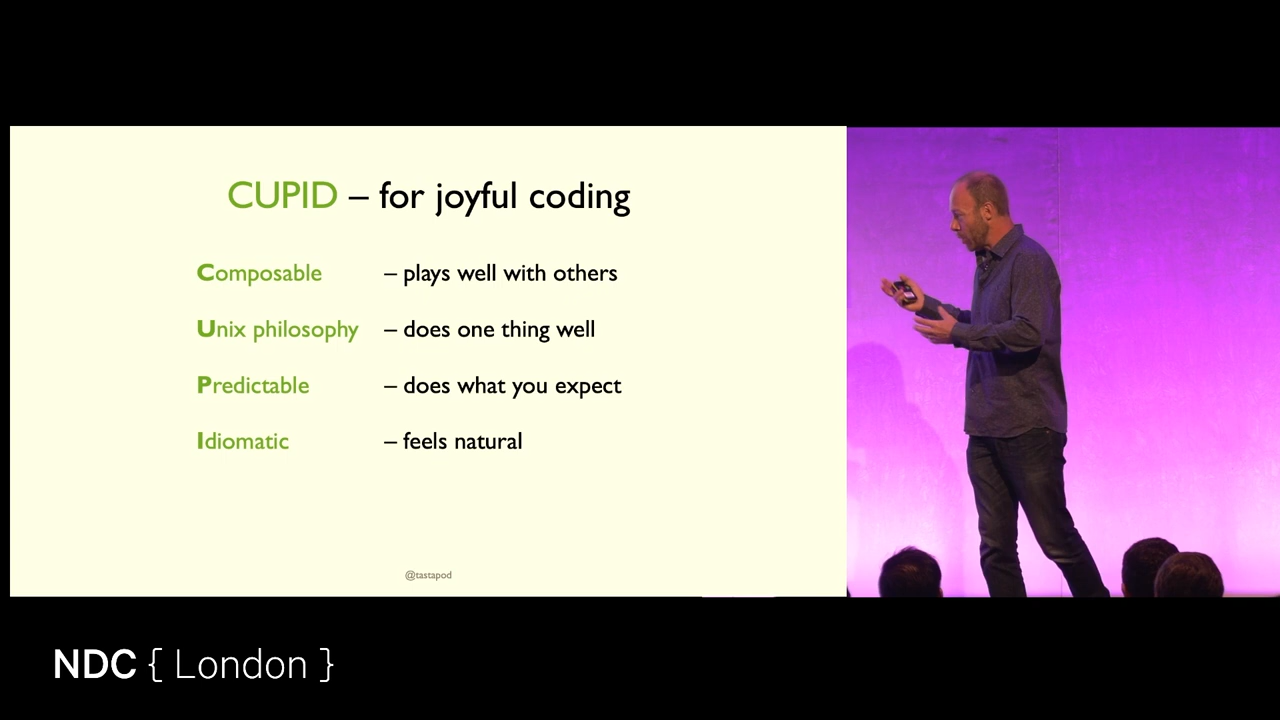 CUPID – for joyful coding
Composable – plays well with others
Unix philosophy – does one thing well
Predictable – does what you expect
Idiomatic – feels natural
@tastapod
NDC { London }